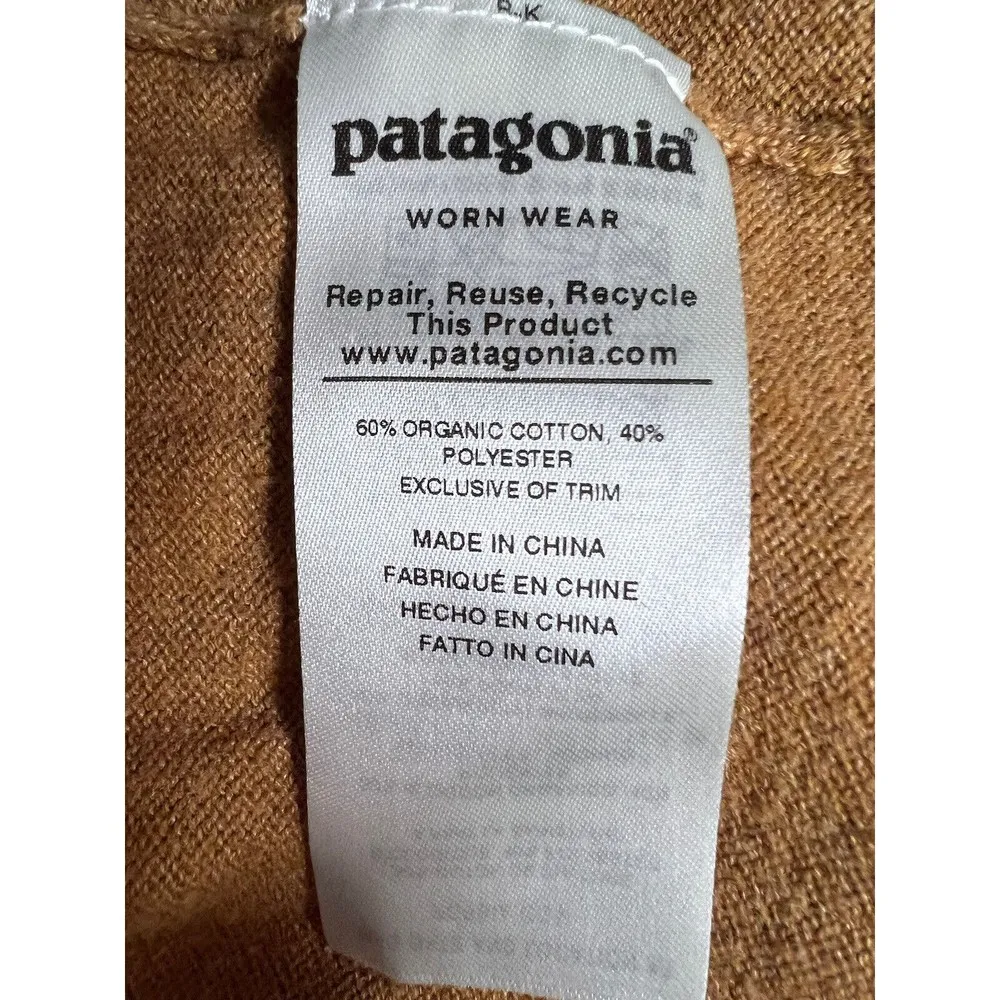 patagonia®
WORN WEAR
Repair, Reuse, Recycle
This Product
www.patagonia.com
60% ORGANIC COTTON, 40%
POLYESTER
EXCLUSIVE OF TRIM
MADE IN CHINA
FABRIQUÉ EN CHINE
HECHO EN CHINA
FATTO IN CINA